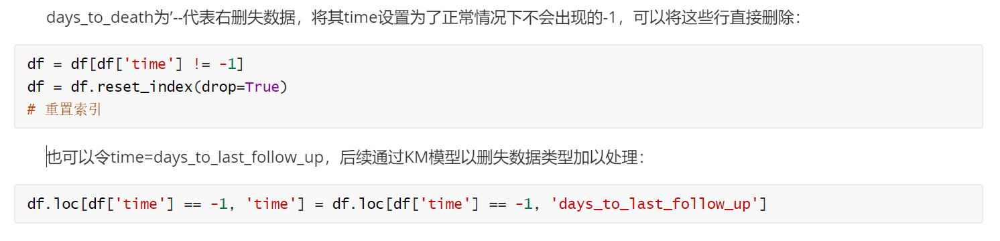 days_to_death为’--代表右删失数据，将其time设置为了正常情况下不会出现的-1，可以将这些行直接删除：
df = df[df['time'] != -1]
df = df.reset_index(drop=True)
# 重置索引
也可以令time=days_to_last_follow_up，后续通过KM模型以删失数据类型加以处理：
df.loc[df['time'] == -1, 'time'] = df.loc[df['time'] == -1, 'days_to_last_follow_up']